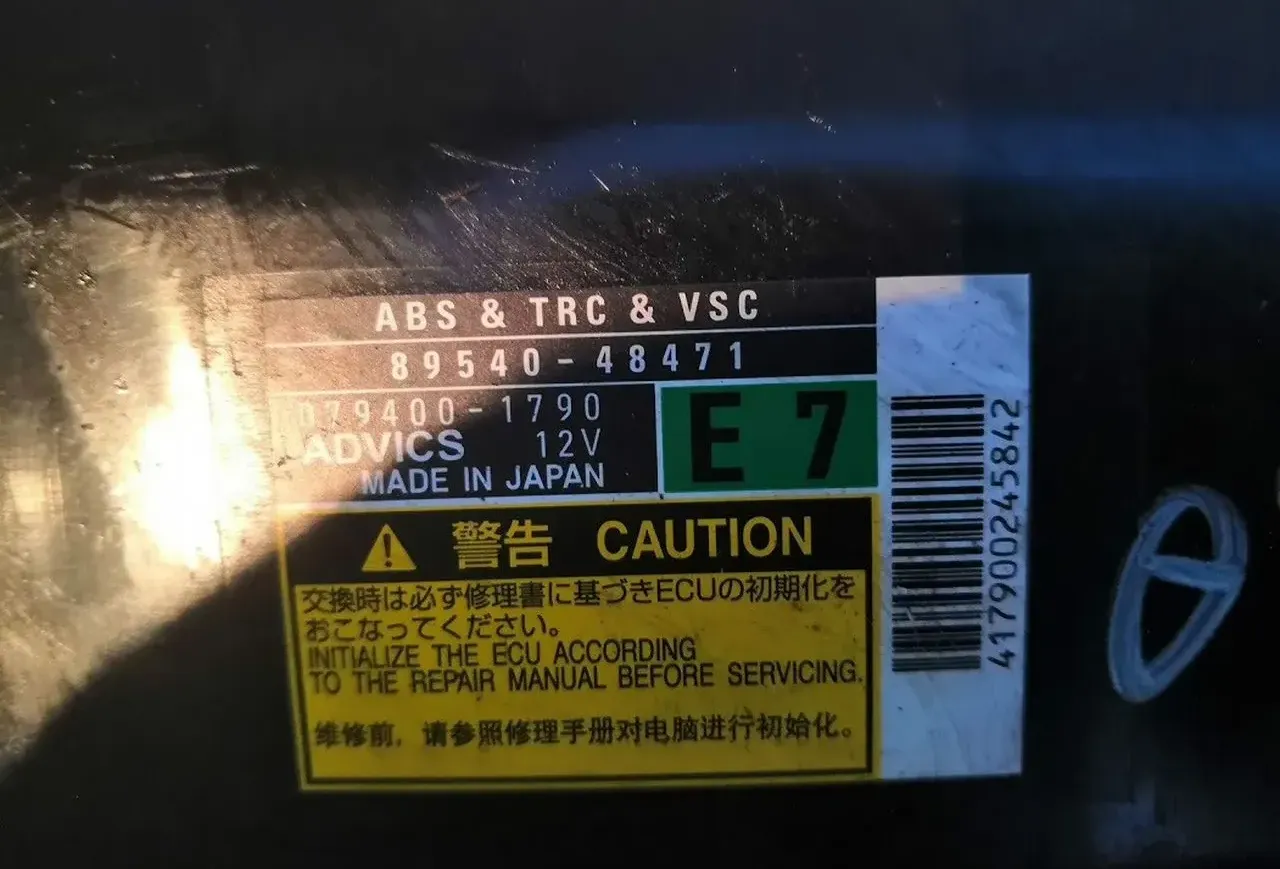 ABS & TRC & VSC
89540-48471
079400-1790
ADVICS 12V
MADE IN JAPAN
E 7
警告 CAUTION
交換時は必ず修理書に基づきECUの初期化を
おこなってください。
INITIALIZE THE ECU ACCORDING
TO THE REPAIR MANUAL BEFORE SERVICING.
维修前，请参照修理手册对电脑进行初始化。
417900245842